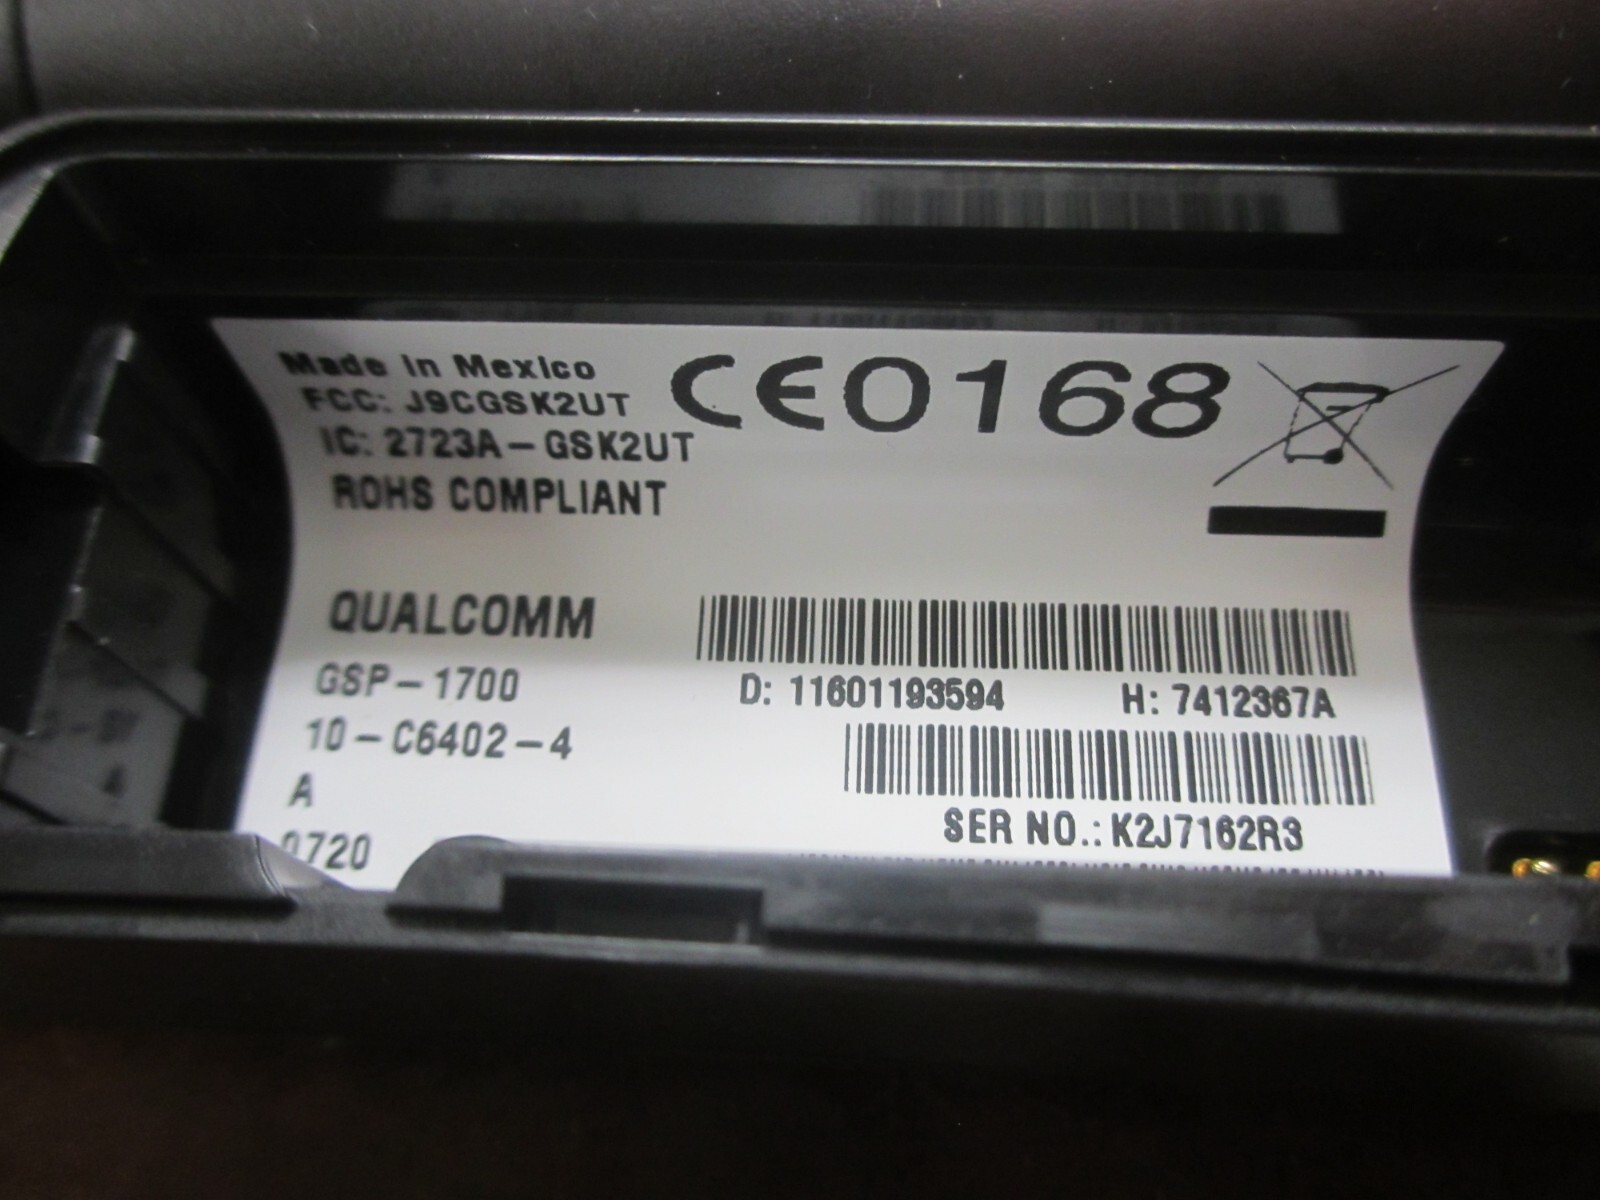 Made in Mexico
FCC: J9CGSK2UT
IC: 2723A-GSK2UT
ROHS COMPLIANT
CE0168
QUALCOMM
GSP-1700
10-C6402-4
A
0720
D: 11601193594 H: 7412367A
SER NO.: K2J7162R3